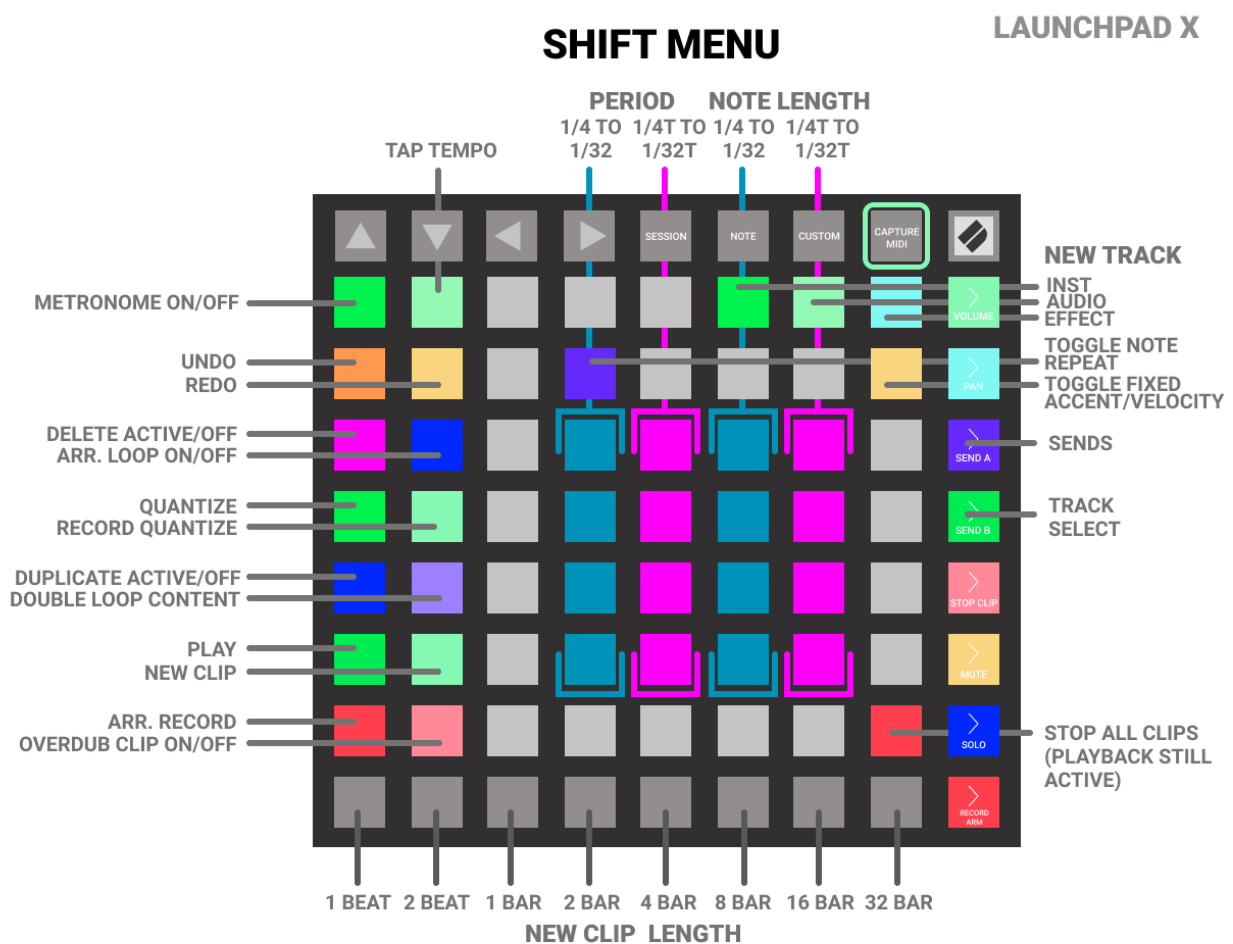 LAUNCHPAD X
SHIFT MENU
PERIOD
NOTE LENGTH
1/4 TO
1/32
1/4T TO
1/32T
1/4 TO
1/32
1/4T TO
1/32T
TAP TEMPO
SESSION
NOTE
CUSTOM
CAPTURE
MIDI
NEW TRACK
INST
AUDIO
EFFECT
METRONOME ON/OFF
VOLUME
UNDO
REDO
TOGGLE NOTE
REPEAT
PAN
TOGGLE FIXED
ACCENT/VELOCITY
DELETE ACTIVE/OFF
ARR. LOOP ON/OFF
SEND A
SENDS
QUANTIZE
RECORD QUANTIZE
SEND B
TRACK
SELECT
DUPLICATE ACTIVE/OFF
DOUBLE LOOP CONTENT
STOP CLIP
PLAY
NEW CLIP
MUTE
ARR. RECORD
OVERDUB CLIP ON/OFF
SOLO
STOP ALL CLIPS
(PLAYBACK STILL
ACTIVE)
RECORD
ARM
1 BEAT 2 BEAT 1 BAR 2 BAR 4 BAR 8 BAR 16 BAR 32 BAR
NEW CLIP LENGTH